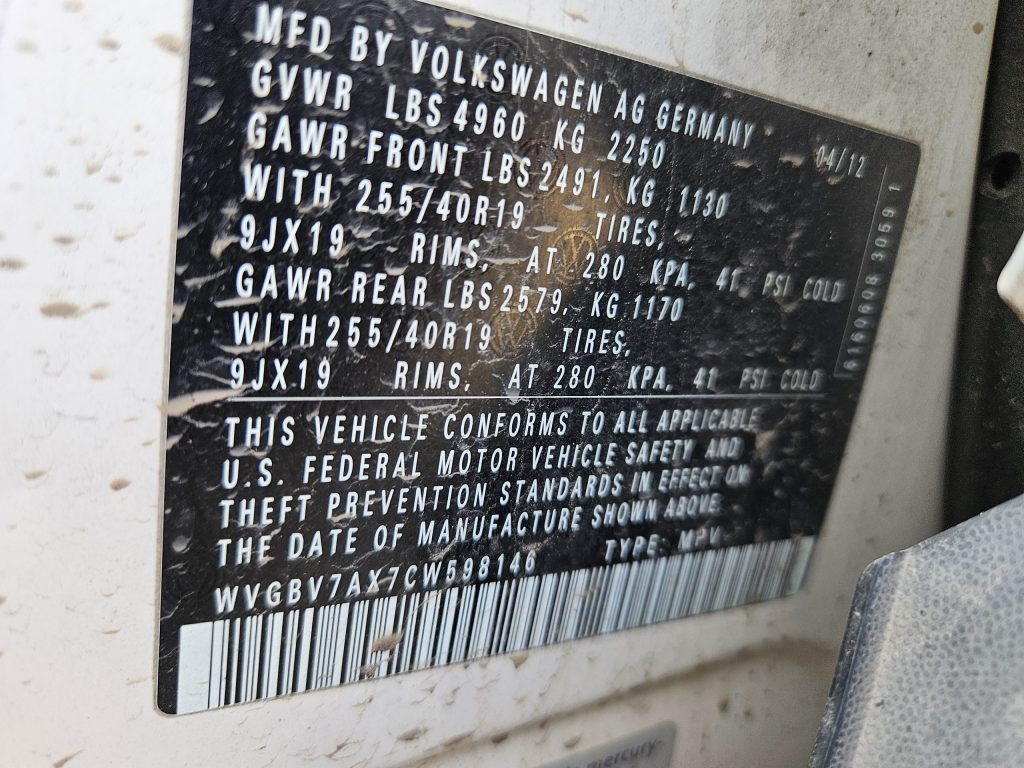 MFD BY VOLKSWAGEN AG GERMANY 04/12
GVWR LBS 4960 KG 2250
GAWR FRONT LBS 2491, KG 1130
WITH 255/40R19 TIRES,
9JX19 RIMS, AT 280 KPA, 41 PSI COLD
GAWR REAR LBS 2579, KG 1170
WITH 255/40R19 TIRES,
9JX19 RIMS, AT 280 KPA, 41 PSI COLD
THIS VEHICLE CONFORMS TO ALL APPLICABLE
U.S. FEDERAL MOTOR VEHICLE SAFETY AND
THEFT PREVENTION STANDARDS IN EFFECT ON
THE DATE OF MANUFACTURE SHOWN ABOVE
WVGBV7AX7CW598146 TYPE: MPV
mercury-